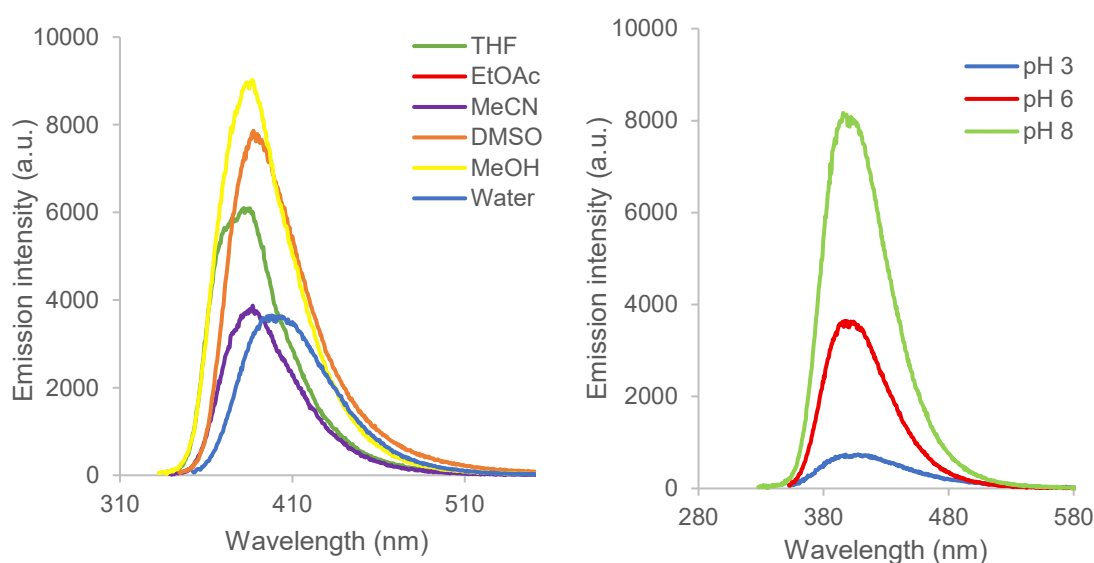 10000
8000
6000
4000
2000
0
Emission intensity (a.u.)
THF
EtOAc
MeCN
DMSO
MeOH
Water
310
410
510
Wavelength (nm)
10000
8000
6000
4000
2000
0
Emission intensity (a.u.)
pH 3
pH 6
pH 8
280
380
480
580
Wavelength (nm)